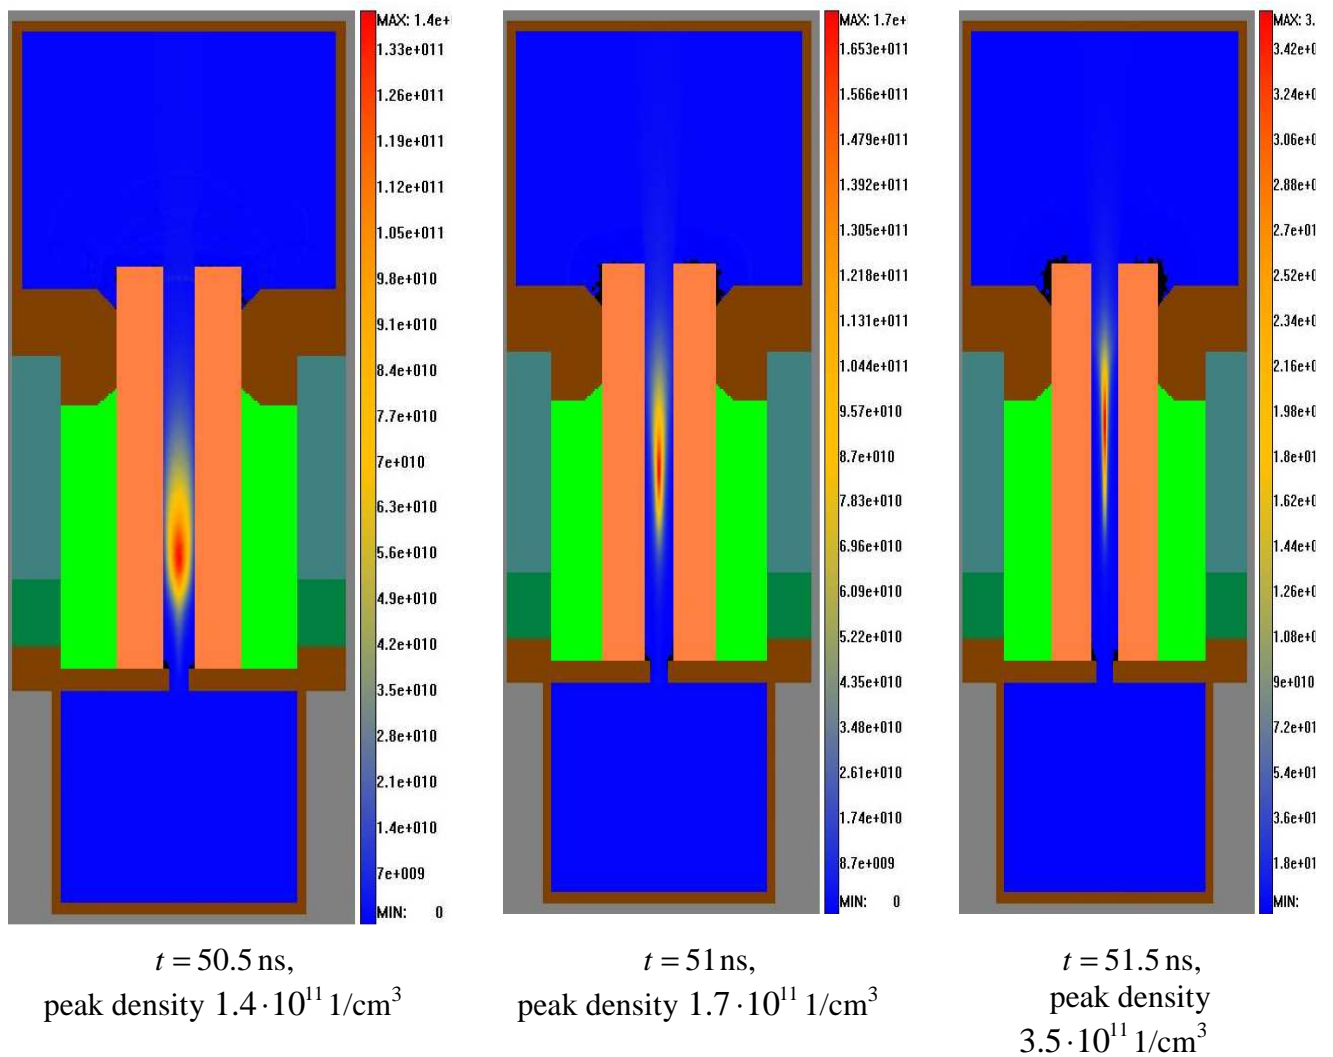 MAX: 1.4e+
1.33e+011
1.26e+011
1.19e+011
1.12e+011
1.05e+011
9.8e+010
9.1e+010
8.4e+010
7.7e+010
7e+010
6.3e+010
5.6e+010
4.9e+010
4.2e+010
3.5e+010
2.8e+010
2.1e+010
1.4e+010
7e+009
MIN: 0
t = 50.5 ns,
peak density 1.4·10¹¹ 1/cm³
MAX: 1.7e+
1.653e+011
1.566e+011
1.479e+011
1.392e+011
1.305e+011
1.218e+011
1.131e+011
1.044e+011
9.57e+010
8.7e+010
7.83e+010
6.96e+010
6.09e+010
5.22e+010
4.35e+010
3.48e+010
2.61e+010
1.74e+010
8.7e+009
MIN: 0
t = 51 ns,
peak density 1.7·10¹¹ 1/cm³
MAX: 3.
3.42e+0
3.24e+0
3.06e+0
2.88e+0
2.7e+01
2.52e+0
2.34e+0
2.16e+0
1.98e+0
1.8e+01
1.62e+0
1.44e+0
1.26e+0
1.08e+0
9e+010
7.2e+01
5.4e+01
3.6e+01
1.8e+01
MIN:
t = 51.5 ns,
peak density
3.5·10¹¹ 1/cm³